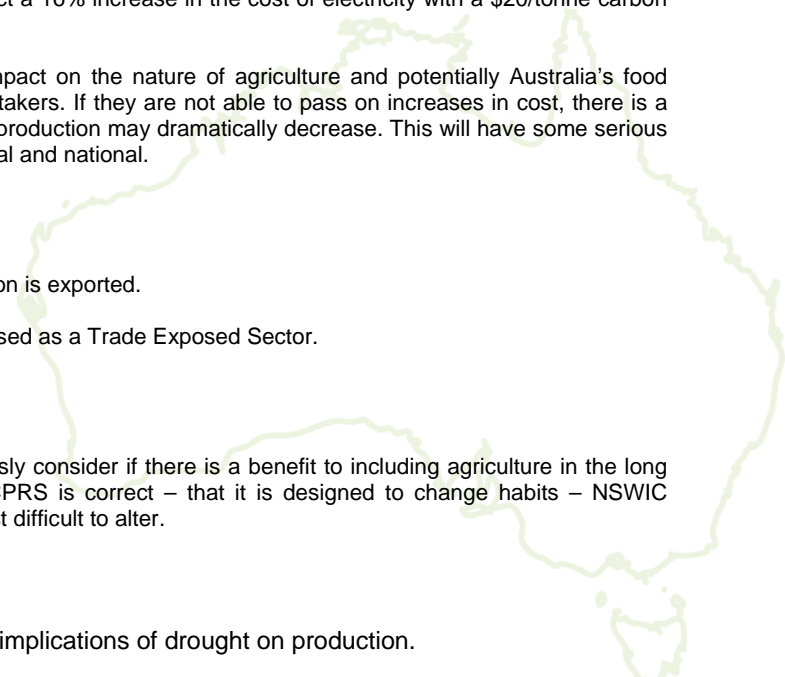 a 16% increase in the cost of electricity with a $20/tonne carbon
pact on the nature of agriculture and potentially Australia's food
takers. If they are not able to pass on increases in cost, there is a
production may dramatically decrease. This will have some serious
al and national.
on is exported.
sed as a Trade Exposed Sector.
sly consider if there is a benefit to including agriculture in the long
CPRS is correct – that it is designed to change habits – NSWIC
t difficult to alter.
implications of drought on production.